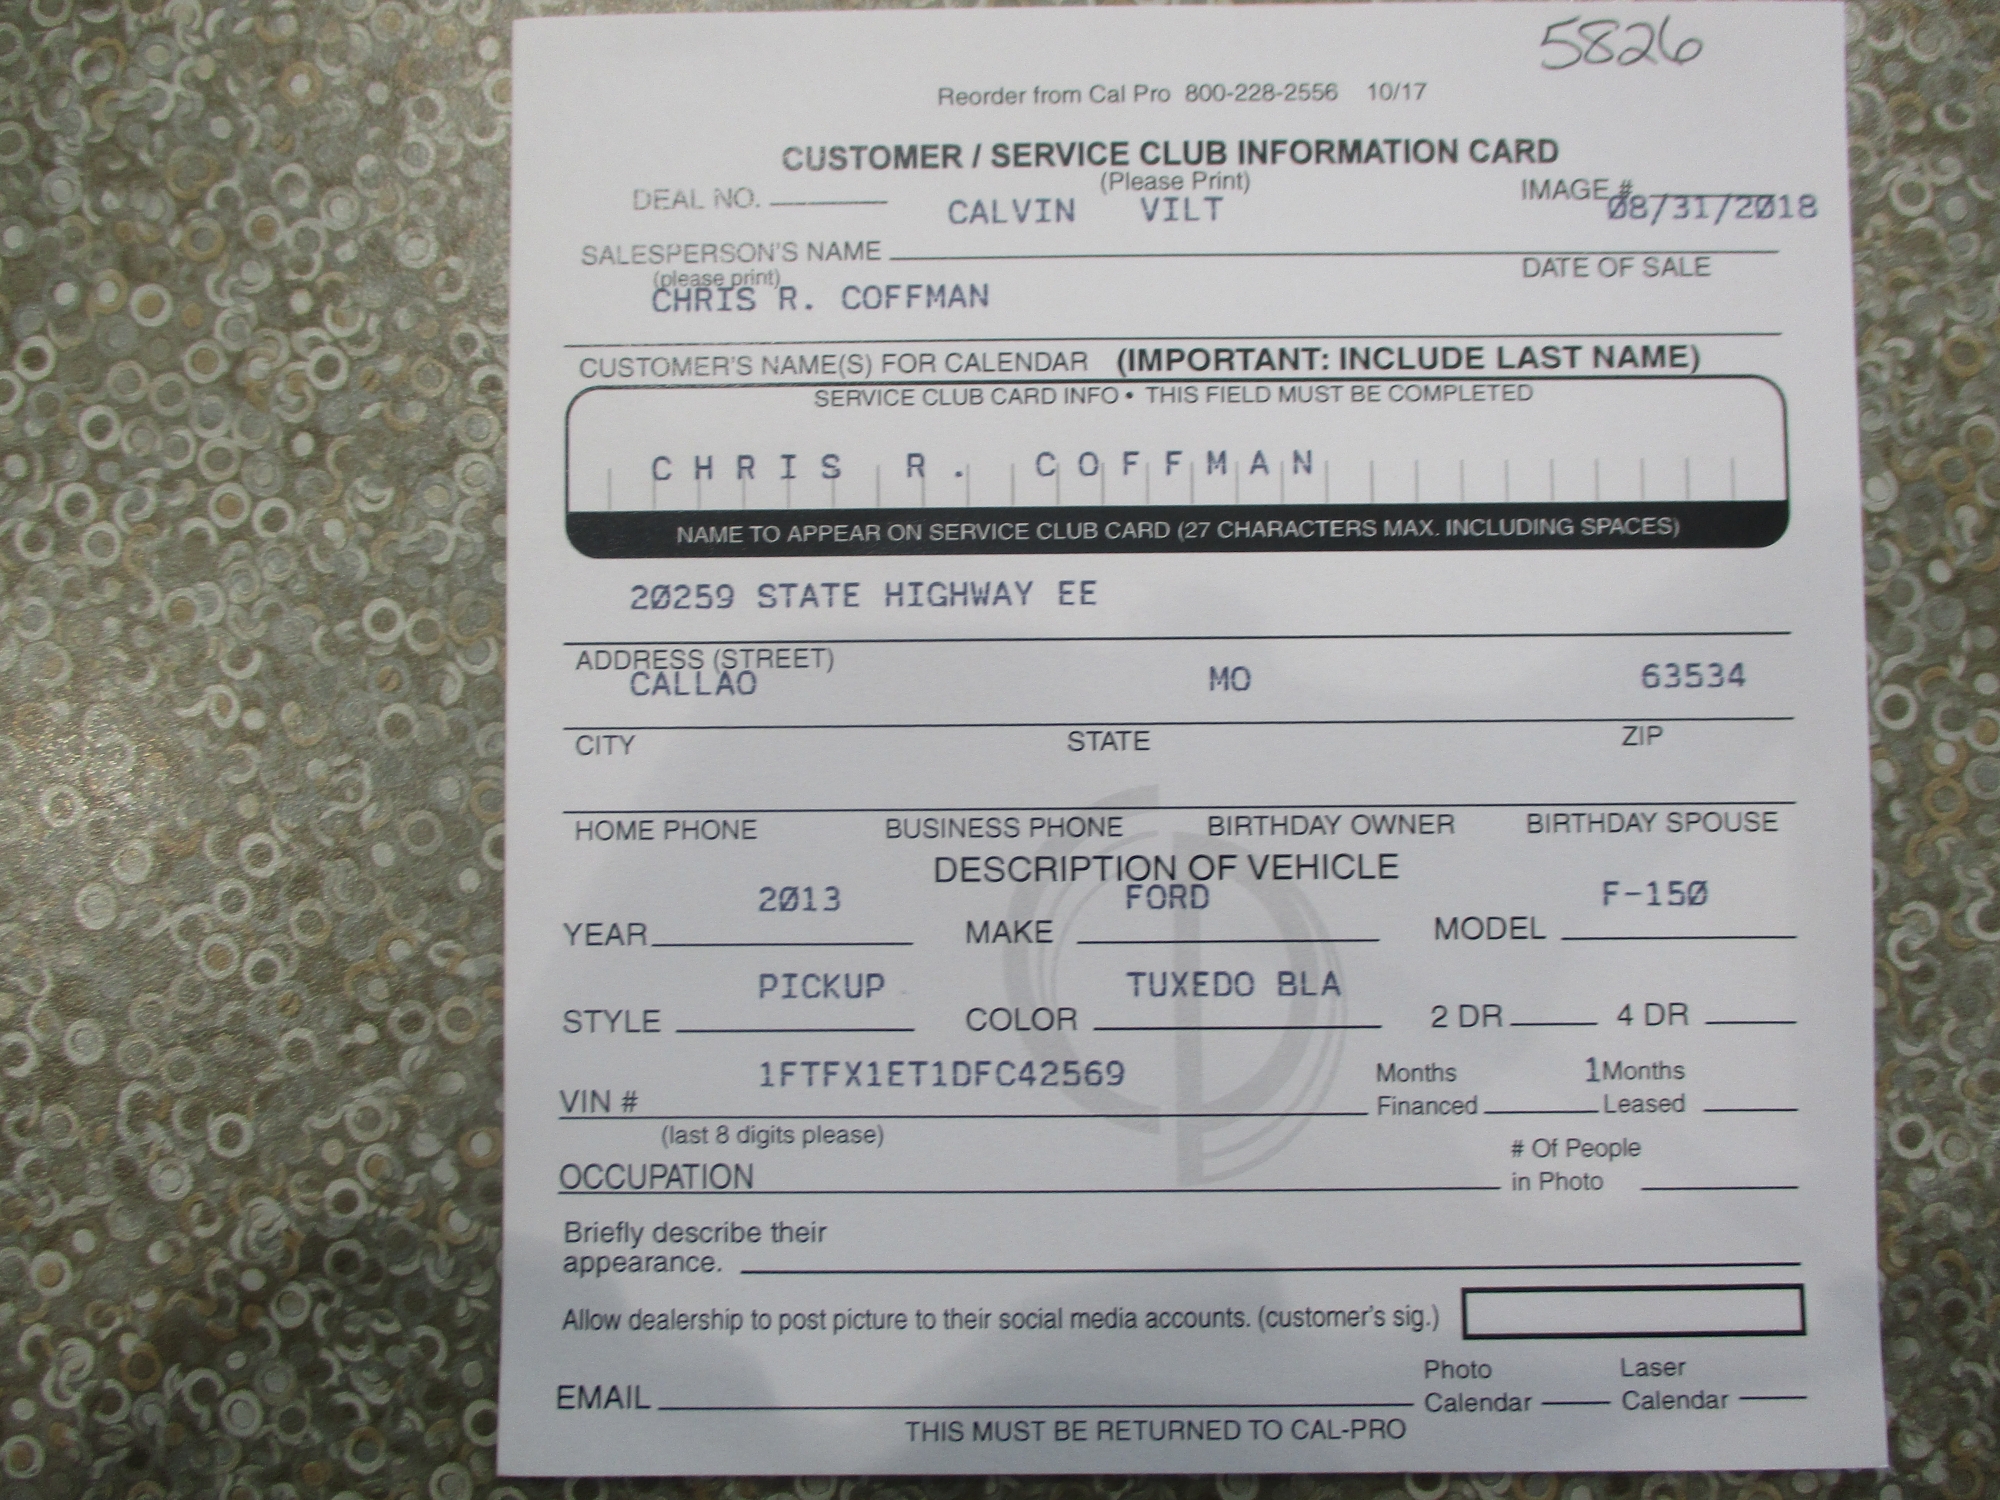 5826
Reorder from Cal Pro 800-228-2556 10/17
CUSTOMER / SERVICE CLUB INFORMATION CARD
(Please Print)
DEAL NO. IMAGE #
CALVIN VILT 08/31/2018
SALESPERSON'S NAME DATE OF SALE
(please print)
CHRIS R. COFFMAN
CUSTOMER'S NAME(S) FOR CALENDAR (IMPORTANT: INCLUDE LAST NAME)
SERVICE CLUB CARD INFO • THIS FIELD MUST BE COMPLETED
CHRIS R. COFFMAN
NAME TO APPEAR ON SERVICE CLUB CARD (27 CHARACTERS MAX. INCLUDING SPACES)
20259 STATE HIGHWAY EE
ADDRESS (STREET)
CALLAO MO 63534
CITY STATE ZIP
HOME PHONE BUSINESS PHONE BIRTHDAY OWNER BIRTHDAY SPOUSE
DESCRIPTION OF VEHICLE
2013 FORD F-150
YEAR MAKE MODEL
PICKUP TUXEDO BLA
STYLE COLOR 2 DR 4 DR
1FTFX1ET1DFC42569 Months 1 Months
VIN # Financed Leased
(last 8 digits please)
# Of People
OCCUPATION in Photo
Briefly describe their
appearance.
Allow dealership to post picture to their social media accounts. (customer's sig.)
Photo Laser
EMAIL Calendar Calendar
THIS MUST BE RETURNED TO CAL-PRO